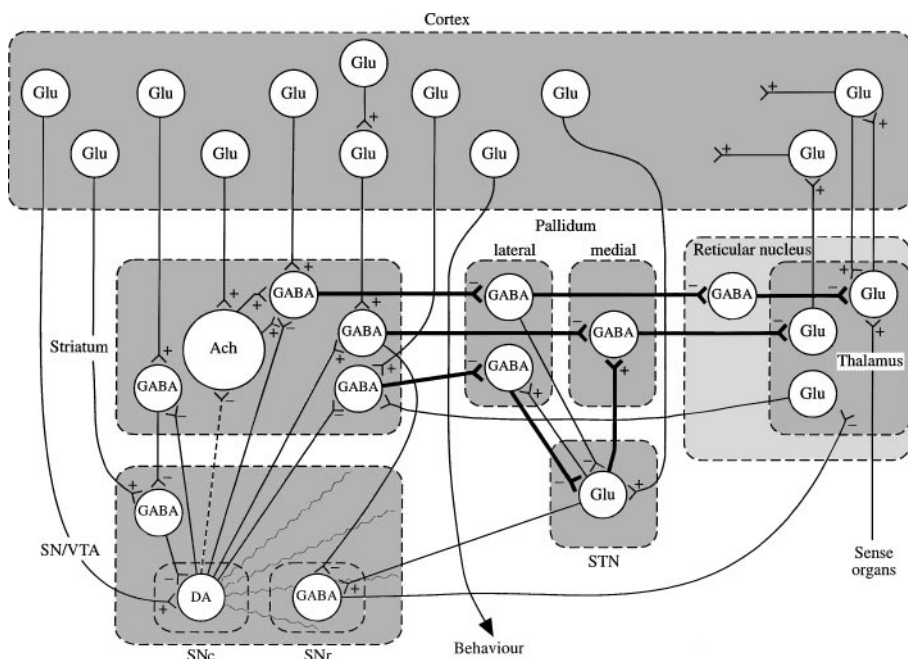 Cortex
Glu
Glu Glu Glu Glu Glu Glu
+ + +
Glu Glu Glu Glu Glu
+ +
Pallidum
lateral medial Reticular nucleus
+ + + −
GABA − GABA − GABA − Glu
+ + − +
Striatum Ach GABA − GABA − Glu
Thalamus
+ + − − + +
GABA GABA GABA Glu
− − − + −
− − − +
+ GABA Glu
SN/VTA STN
− − Sense
+ DA GABA + organs
SNc SNr Behaviour